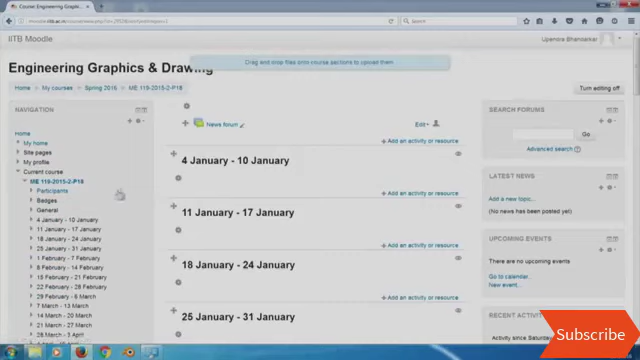 Course: Engineering Graphi
Search
IITB Moodle
Upendra Bhandarkar
Drag and drop files onto course sections to upload them
Engineering Graphics & Drawing
Home
My courses
Spring 2016
ME 119-2015-2-P18
Turn editing off
NAVIGATION
Home
My home
Site pages
My profile
Current course
ME 119-2015-2-P18
Participants
Badges
General
4 January - 10 January
11 January - 17 January
18 January - 24 January
25 January - 31 January
1 February - 7 February
8 February - 14 February
15 February - 21 February
22 February - 28 February
29 February - 6 March
7 March - 13 March
14 March - 20 March
21 March - 27 March
28 March - 3 April
News forum
Edit
+ Add an activity or resource
4 January - 10 January
+ Add an activity or resource
11 January - 17 January
+ Add an activity or resource
18 January - 24 January
+ Add an activity or resource
25 January - 31 January
SEARCH FORUMS
Go
Advanced search
LATEST NEWS
Add a new topic...
(No news has been posted yet)
UPCOMING EVENTS
There are no upcoming events
Go to calendar...
New event...
RECENT ACTIVITY
Activity since Saturday
Subscribe